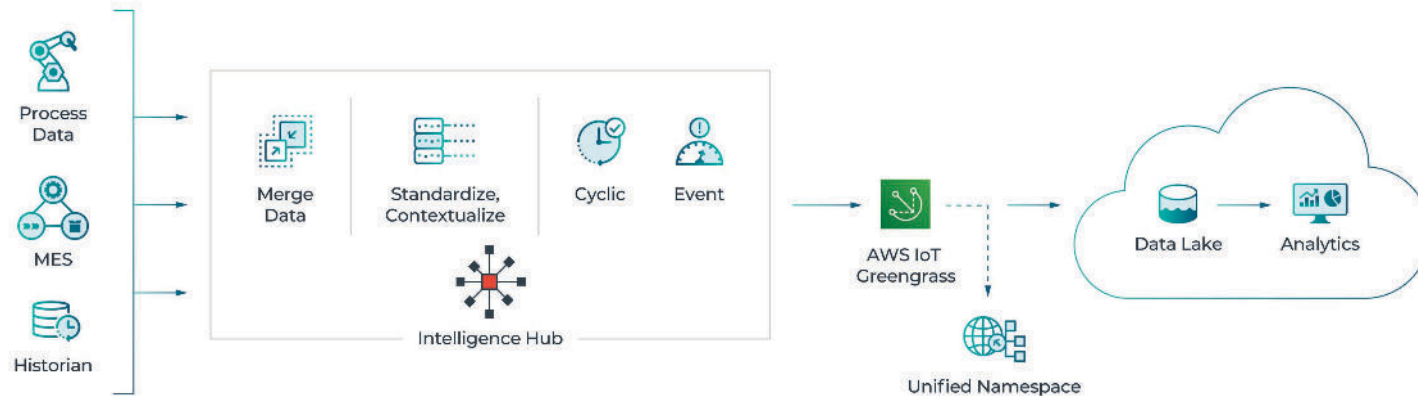 Process
Data
MES
Historian
Merge
Data
Standardize,
Contextualize
Cyclic
Event
Intelligence Hub
AWS IoT
Greengrass
Unified Namespace
Data Lake
Analytics